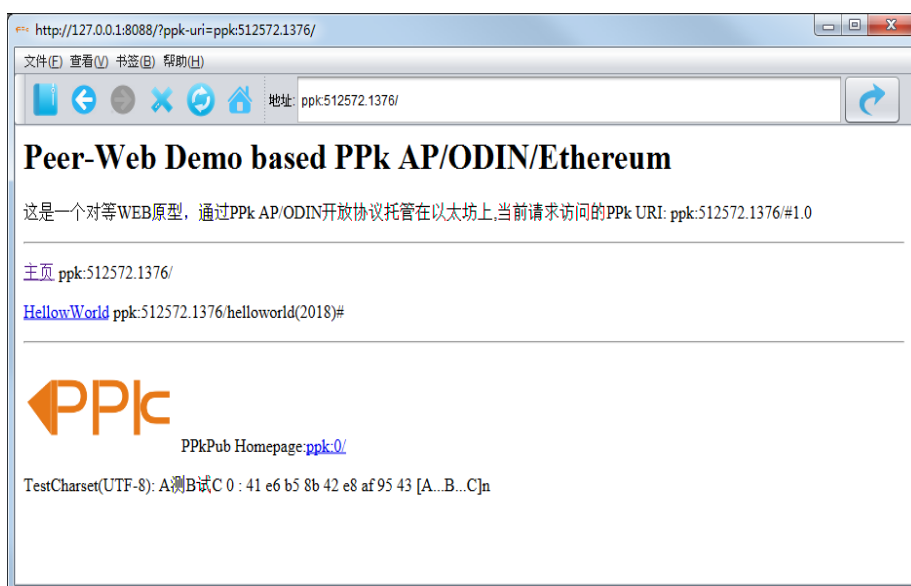 http://127.0.0.1:8088/?ppk-uri=ppk:512572.1376/
文件(F) 查看(V) 书签(B) 帮助(H)
地址: ppk:512572.1376/
Peer-Web Demo based PPk AP/ODIN/Ethereum
这是一个对等WEB原型，通过PPk AP/ODIN开放协议托管在以太坊上,当前请求访问的PPk URI: ppk:512572.1376/#1.0
主页 ppk:512572.1376/
HellowWorld ppk:512572.1376/helloworld(2018)#
PPk
PPkPub Homepage:ppk:0/
TestCharset(UTF-8): A测B试C 0 : 41 e6 b5 8b 42 e8 af 95 43 [A...B...C]n